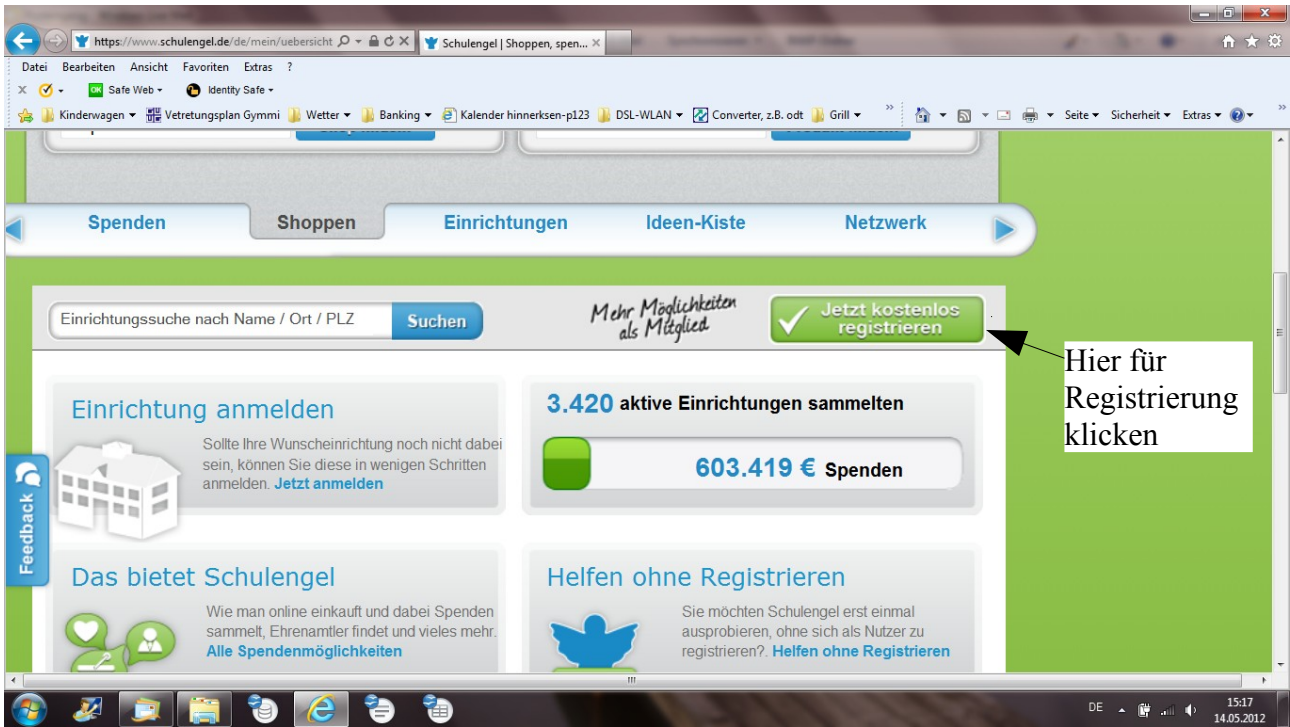 https://www.schulengel.de/de/mein/uebersicht
Schulengel | Shoppen, spen...
Datei Bearbeiten Ansicht Favoriten Extras ?
X OK Safe Web Identity Safe
Kinderwagen Vetretungsplan Gymmi Wetter Banking Kalender hinnerksen-p123 DSL-WLAN Converter, z.B. odt Grill » Seite Sicherheit Extras »
Spenden Shoppen Einrichtungen Ideen-Kiste Netzwerk
Einrichtungssuche nach Name / Ort / PLZ Suchen
Mehr Möglichkeiten
als Mitglied
Jetzt kostenlos
registrieren
Hier für
Registrierung
klicken
Einrichtung anmelden
Sollte Ihre Wunscheinrichtung noch nicht dabei
sein, können Sie diese in wenigen Schritten
anmelden. Jetzt anmelden
3.420 aktive Einrichtungen sammelten
603.419 € Spenden
Feedback
Das bietet Schulengel
Wie man online einkauft und dabei Spenden
sammelt, Ehrenamtler findet und vieles mehr.
Alle Spendenmöglichkeiten
Helfen ohne Registrieren
Sie möchten Schulengel erst einmal
ausprobieren, ohne sich als Nutzer zu
registrieren?. Helfen ohne Registrieren
DE
15:17
14.05.2012